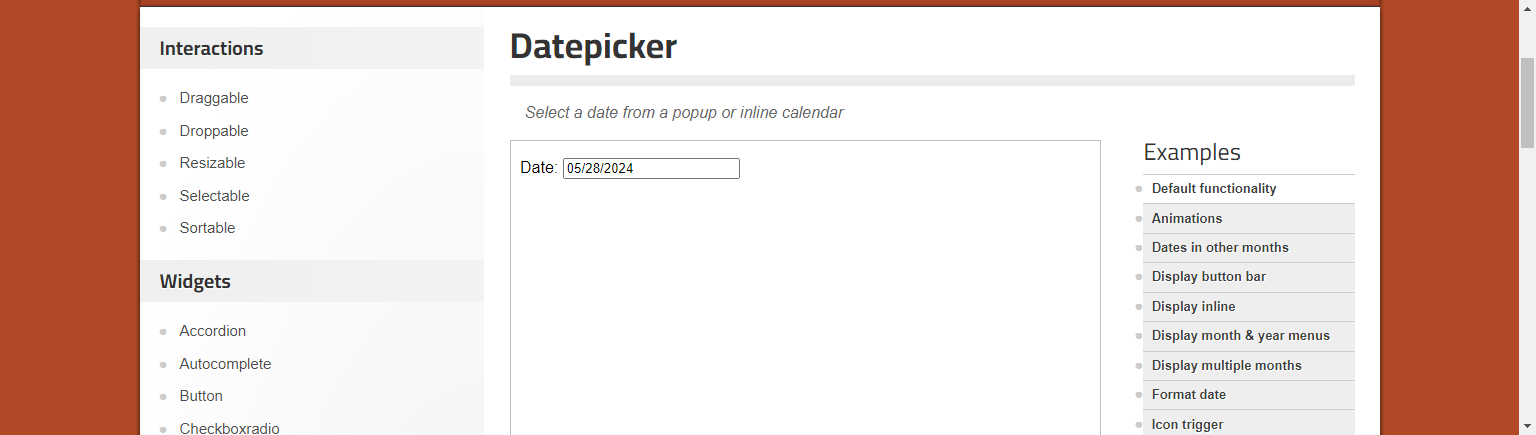 Interactions
Draggable
Droppable
Resizable
Selectable
Sortable
Widgets
Accordion
Autocomplete
Button
Checkboxradio
Datepicker
Select a date from a popup or inline calendar
Date: 05/28/2024
Examples
Default functionality
Animations
Dates in other months
Display button bar
Display inline
Display month & year menus
Display multiple months
Format date
Icon trigger